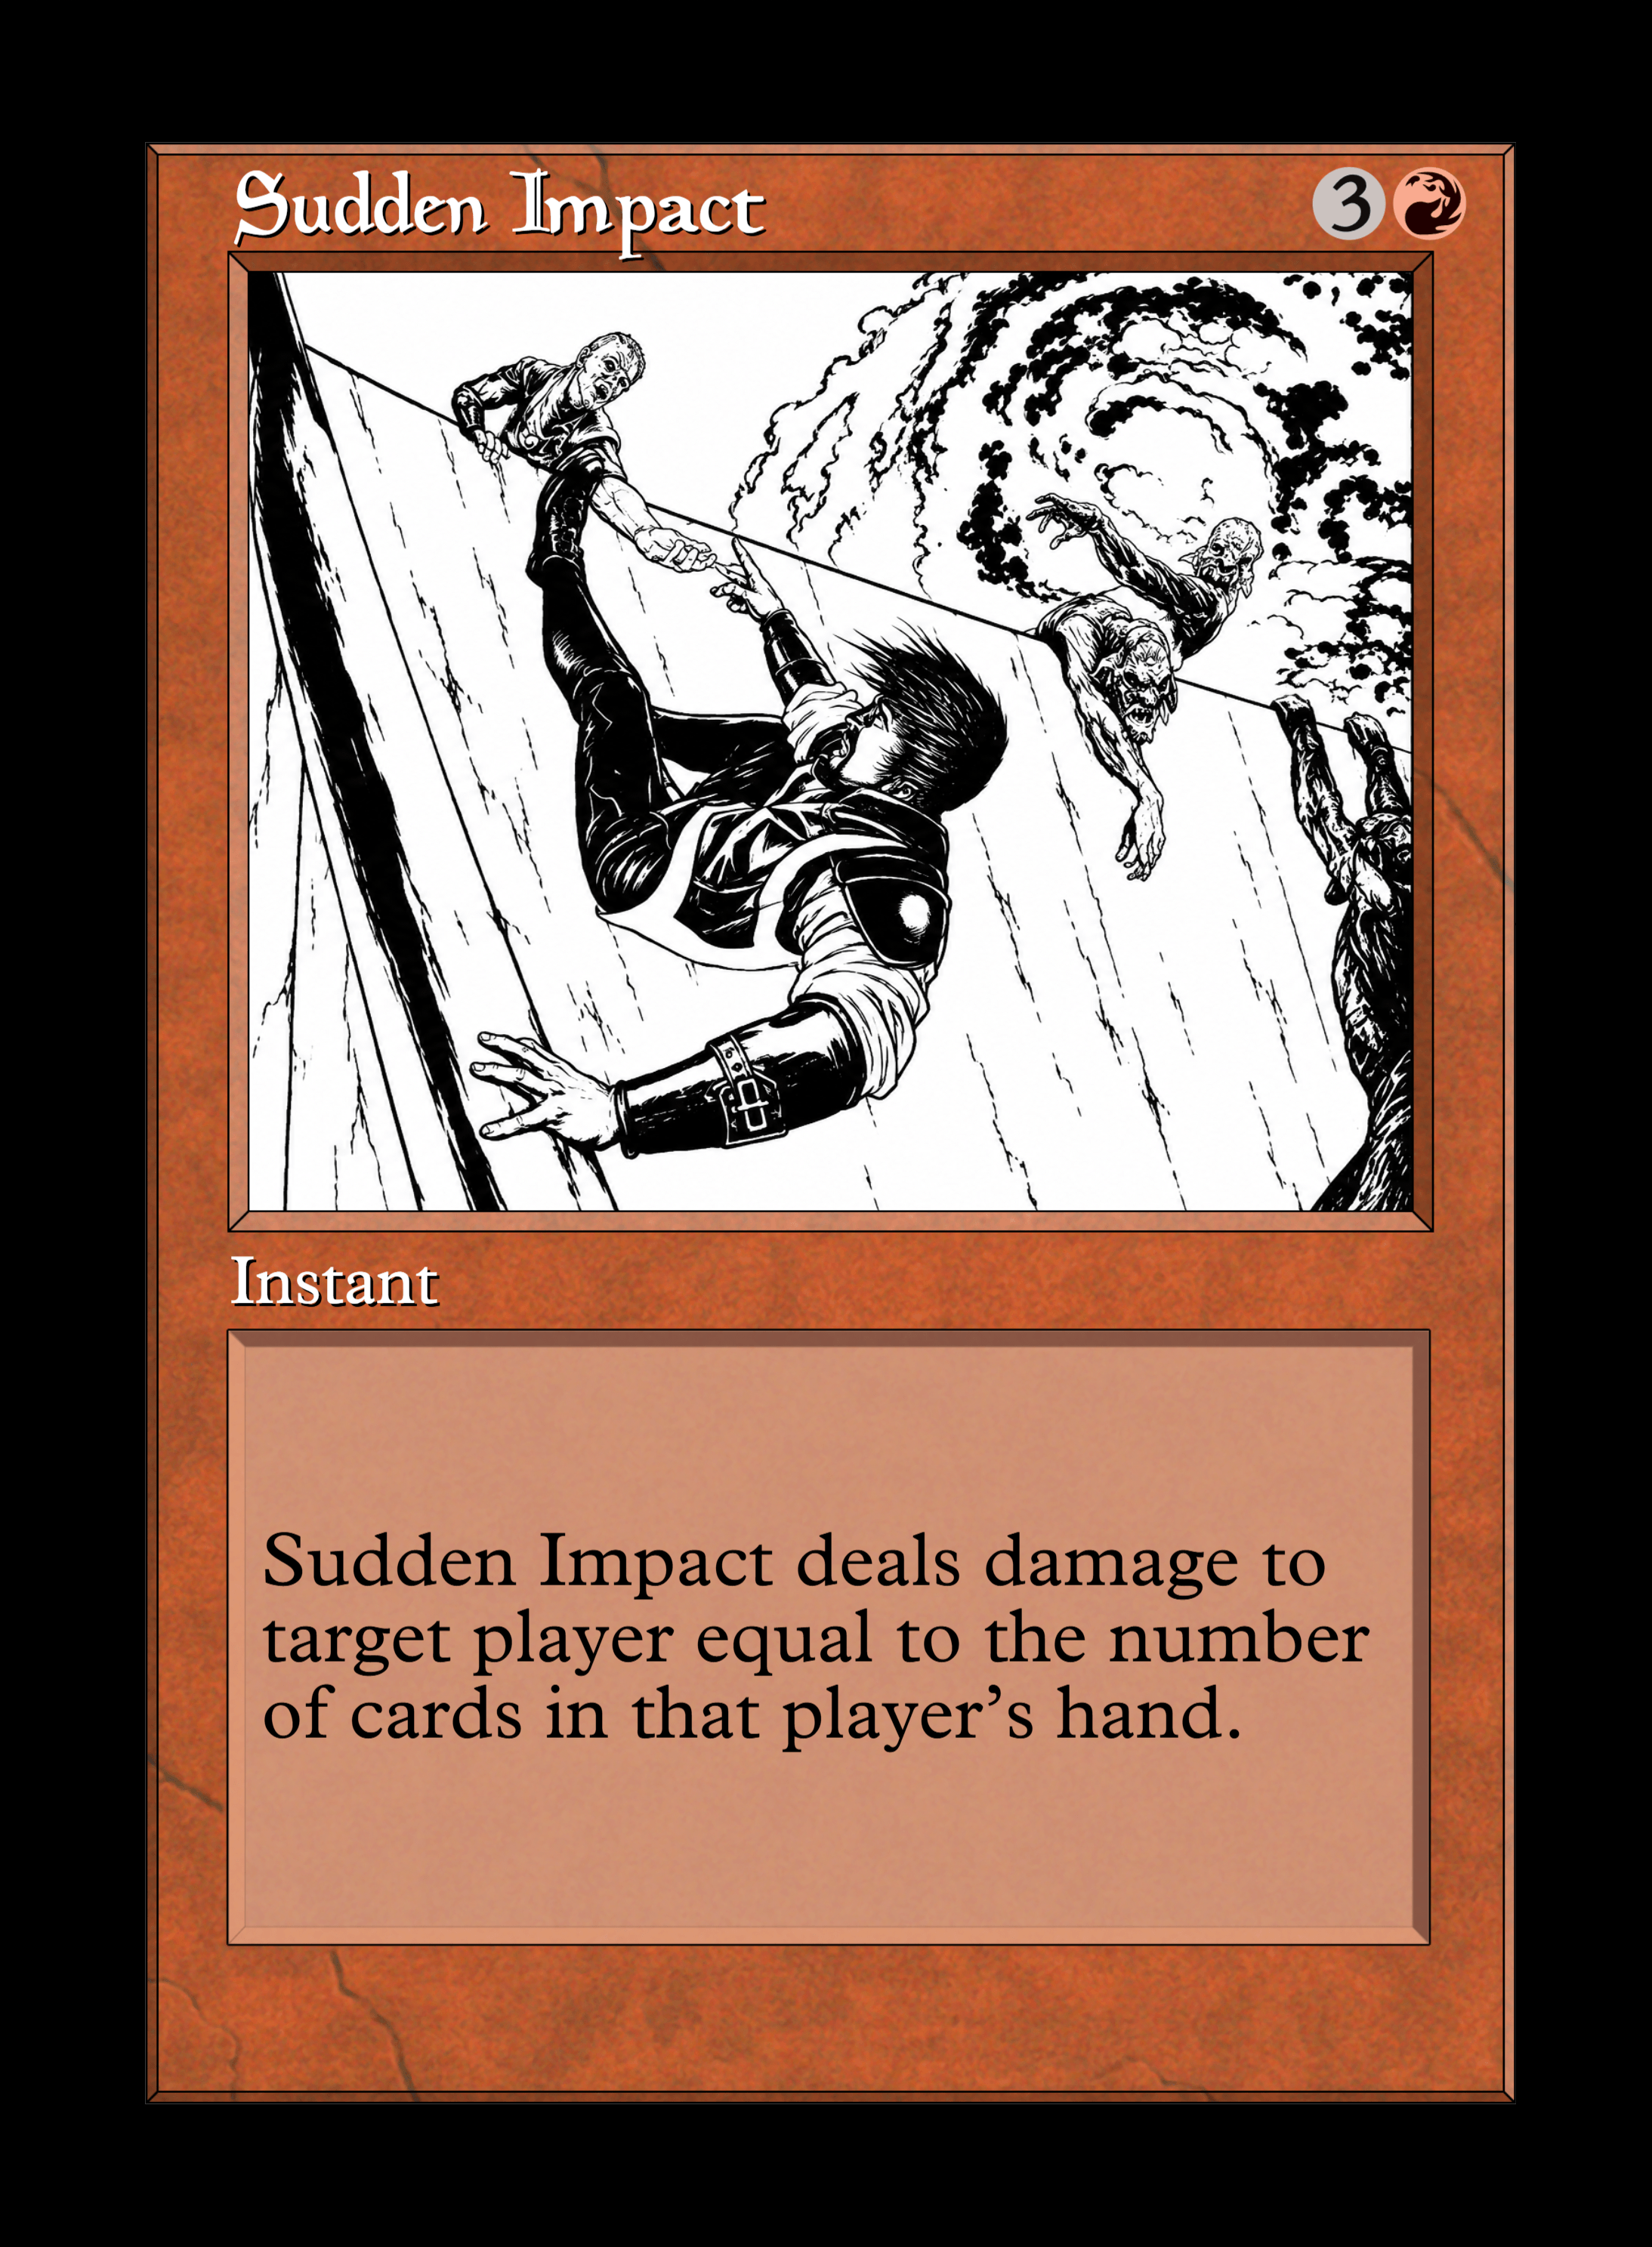 Sudden Impact 3
Instant
Sudden Impact deals damage to
target player equal to the number
of cards in that player’s hand.